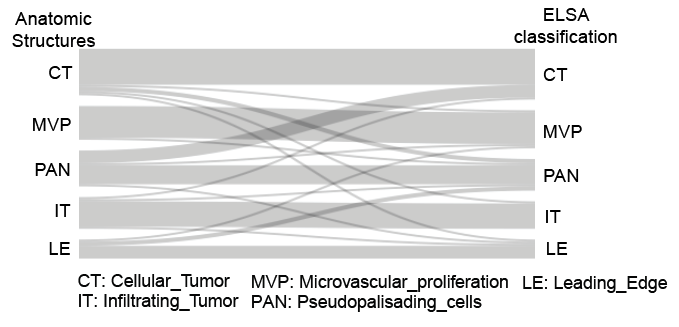 Anatomic
Structures
ELSA
classification
CT
MVP
PAN
IT
LE
CT
MVP
PAN
IT
LE
CT: Cellular_Tumor MVP: Microvascular_proliferation LE: Leading_Edge
IT: Infiltrating_Tumor PAN: Pseudopalisading_cells